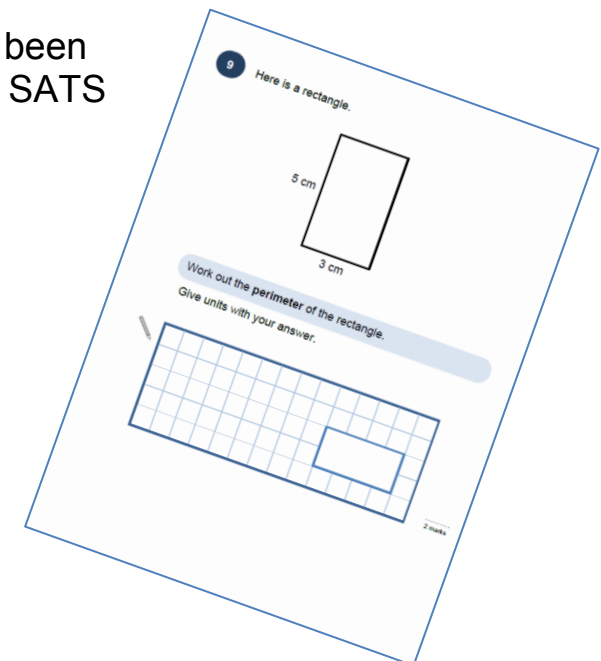 been
SATS
9
Here is a rectangle.
5 cm
3 cm
Work out the perimeter of the rectangle.
Give units with your answer.
2 marks